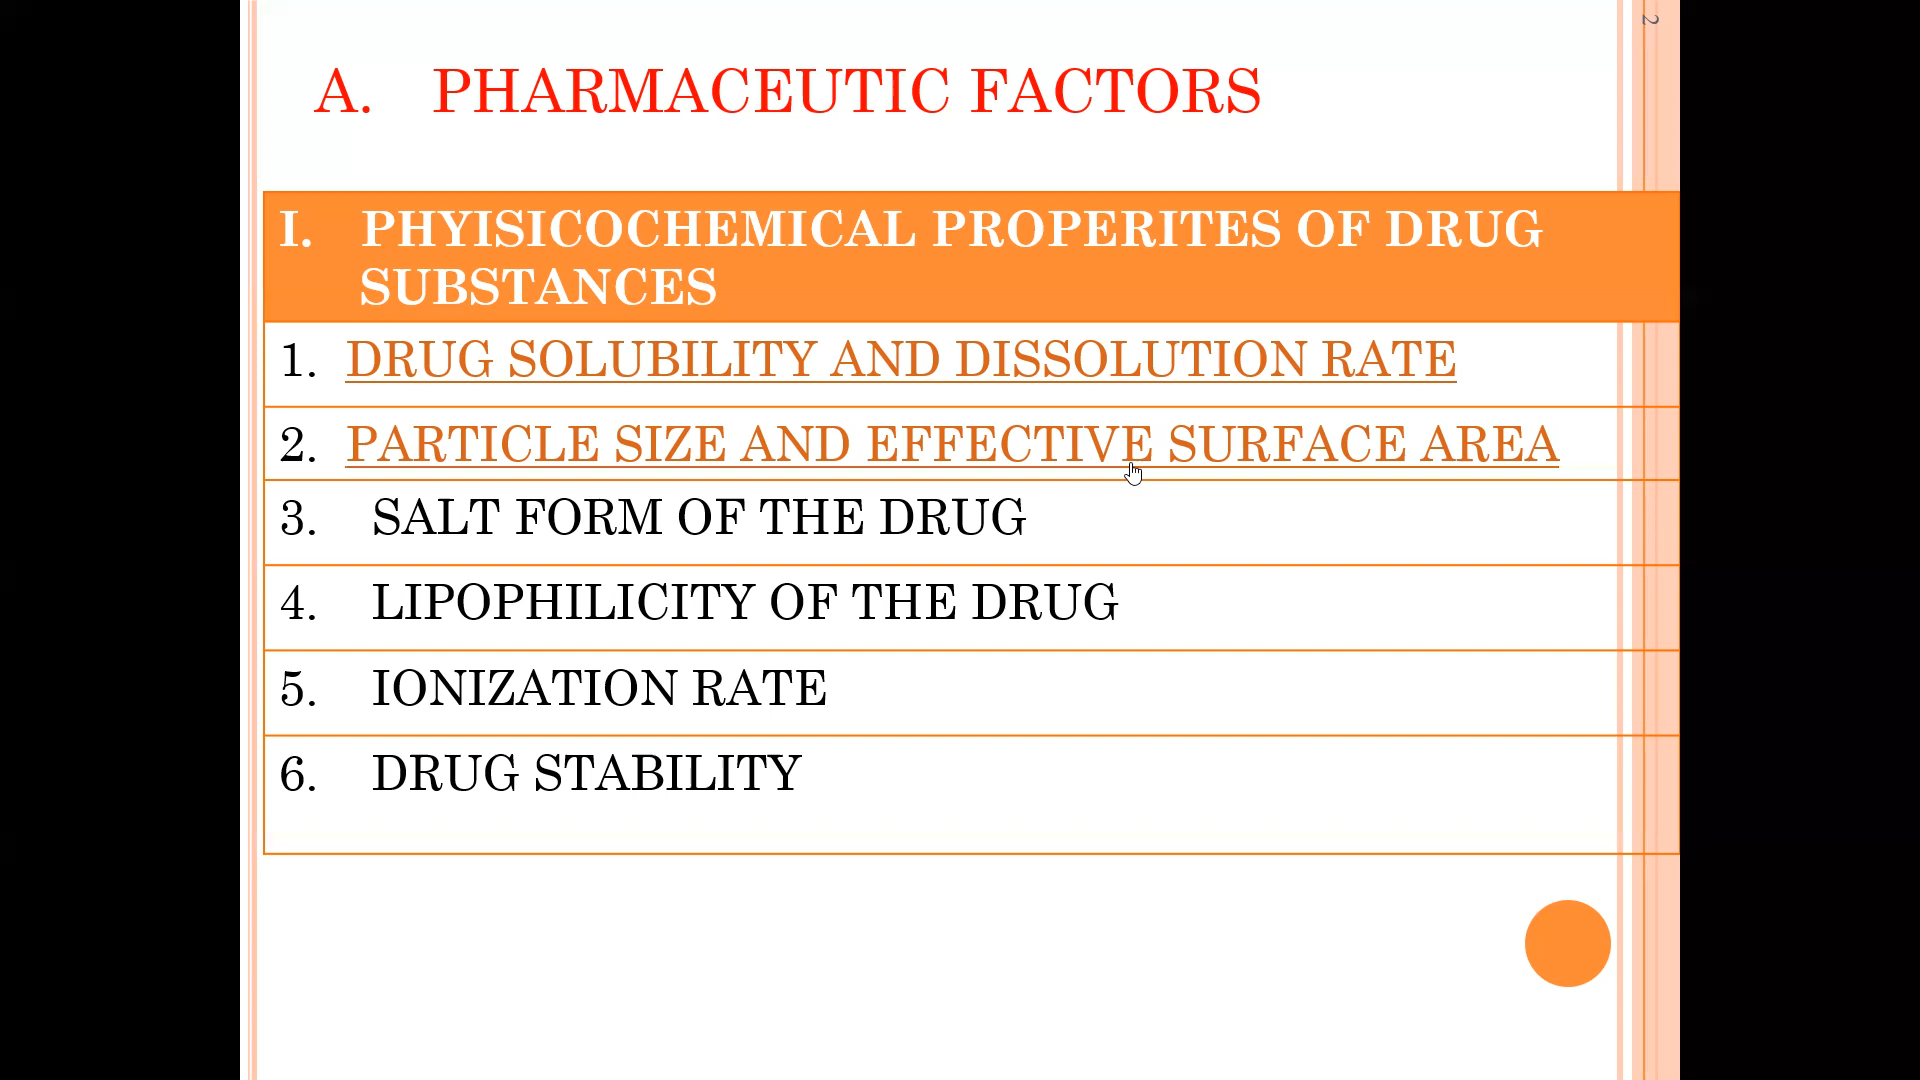 2
A. PHARMACEUTIC FACTORS
I. PHYISICOCHEMICAL PROPERITES OF DRUG
SUBSTANCES
1. DRUG SOLUBILITY AND DISSOLUTION RATE
2. PARTICLE SIZE AND EFFECTIVE SURFACE AREA
3. SALT FORM OF THE DRUG
4. LIPOPHILICITY OF THE DRUG
5. IONIZATION RATE
6. DRUG STABILITY